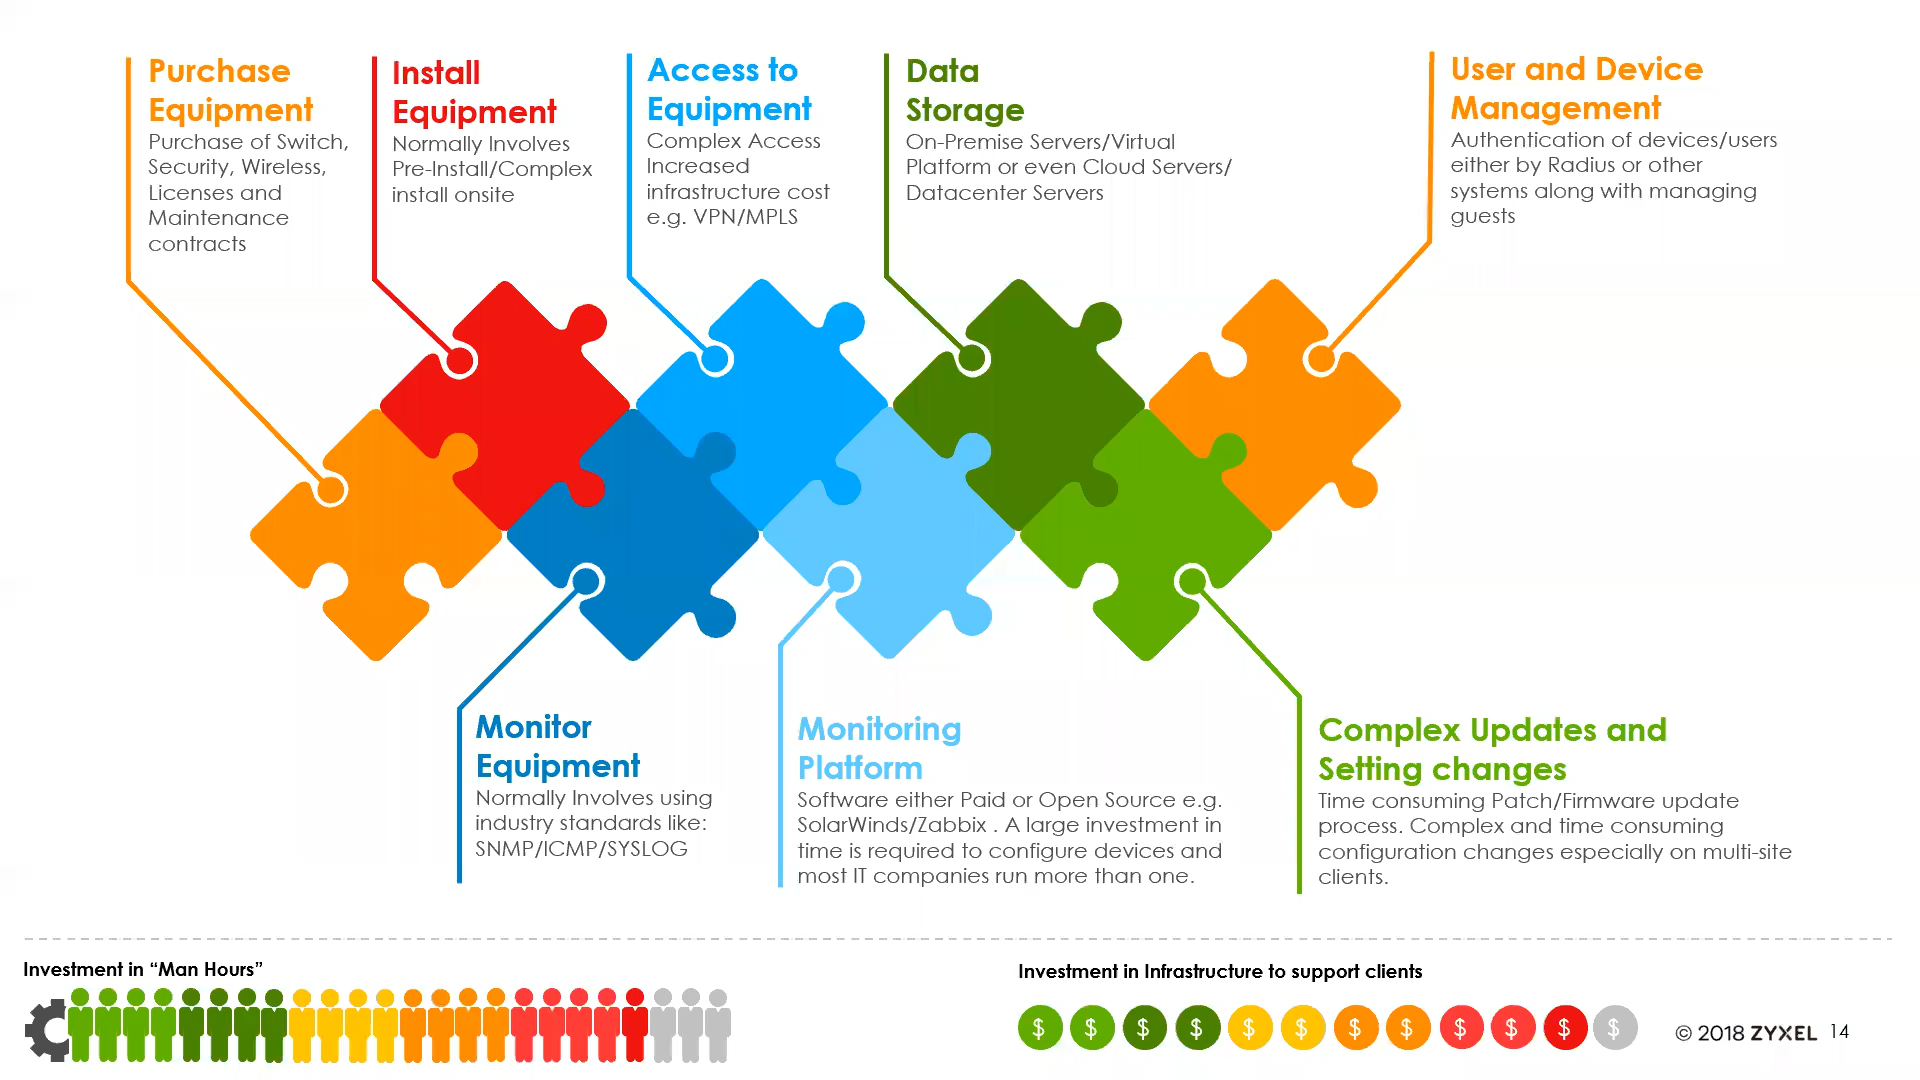 Purchase
Equipment
Purchase of Switch,
Security, Wireless,
Licenses and
Maintenance
contracts
Install
Equipment
Normally Involves
Pre-Install/Complex
install onsite
Access to
Equipment
Complex Access
Increased
infrastructure cost
e.g. VPN/MPLS
Data
Storage
On-Premise Servers/Virtual
Platform or even Cloud Servers/
Datacenter Servers
User and Device
Management
Authentication of devices/users
either by Radius or other
systems along with managing
guests
Monitor
Equipment
Normally Involves using
industry standards like:
SNMP/ICMP/SYSLOG
Monitoring
Platform
Software either Paid or Open Source e.g.
SolarWinds/Zabbix . A large investment in
time is required to configure devices and
most IT companies run more than one.
Complex Updates and
Setting changes
Time consuming Patch/Firmware update
process. Complex and time consuming
configuration changes especially on multi-site
clients.
Investment in “Man Hours”
Investment in Infrastructure to support clients
$ $ $ $ $ $ $ $ $ $ $ $
© 2018 ZYXEL 14